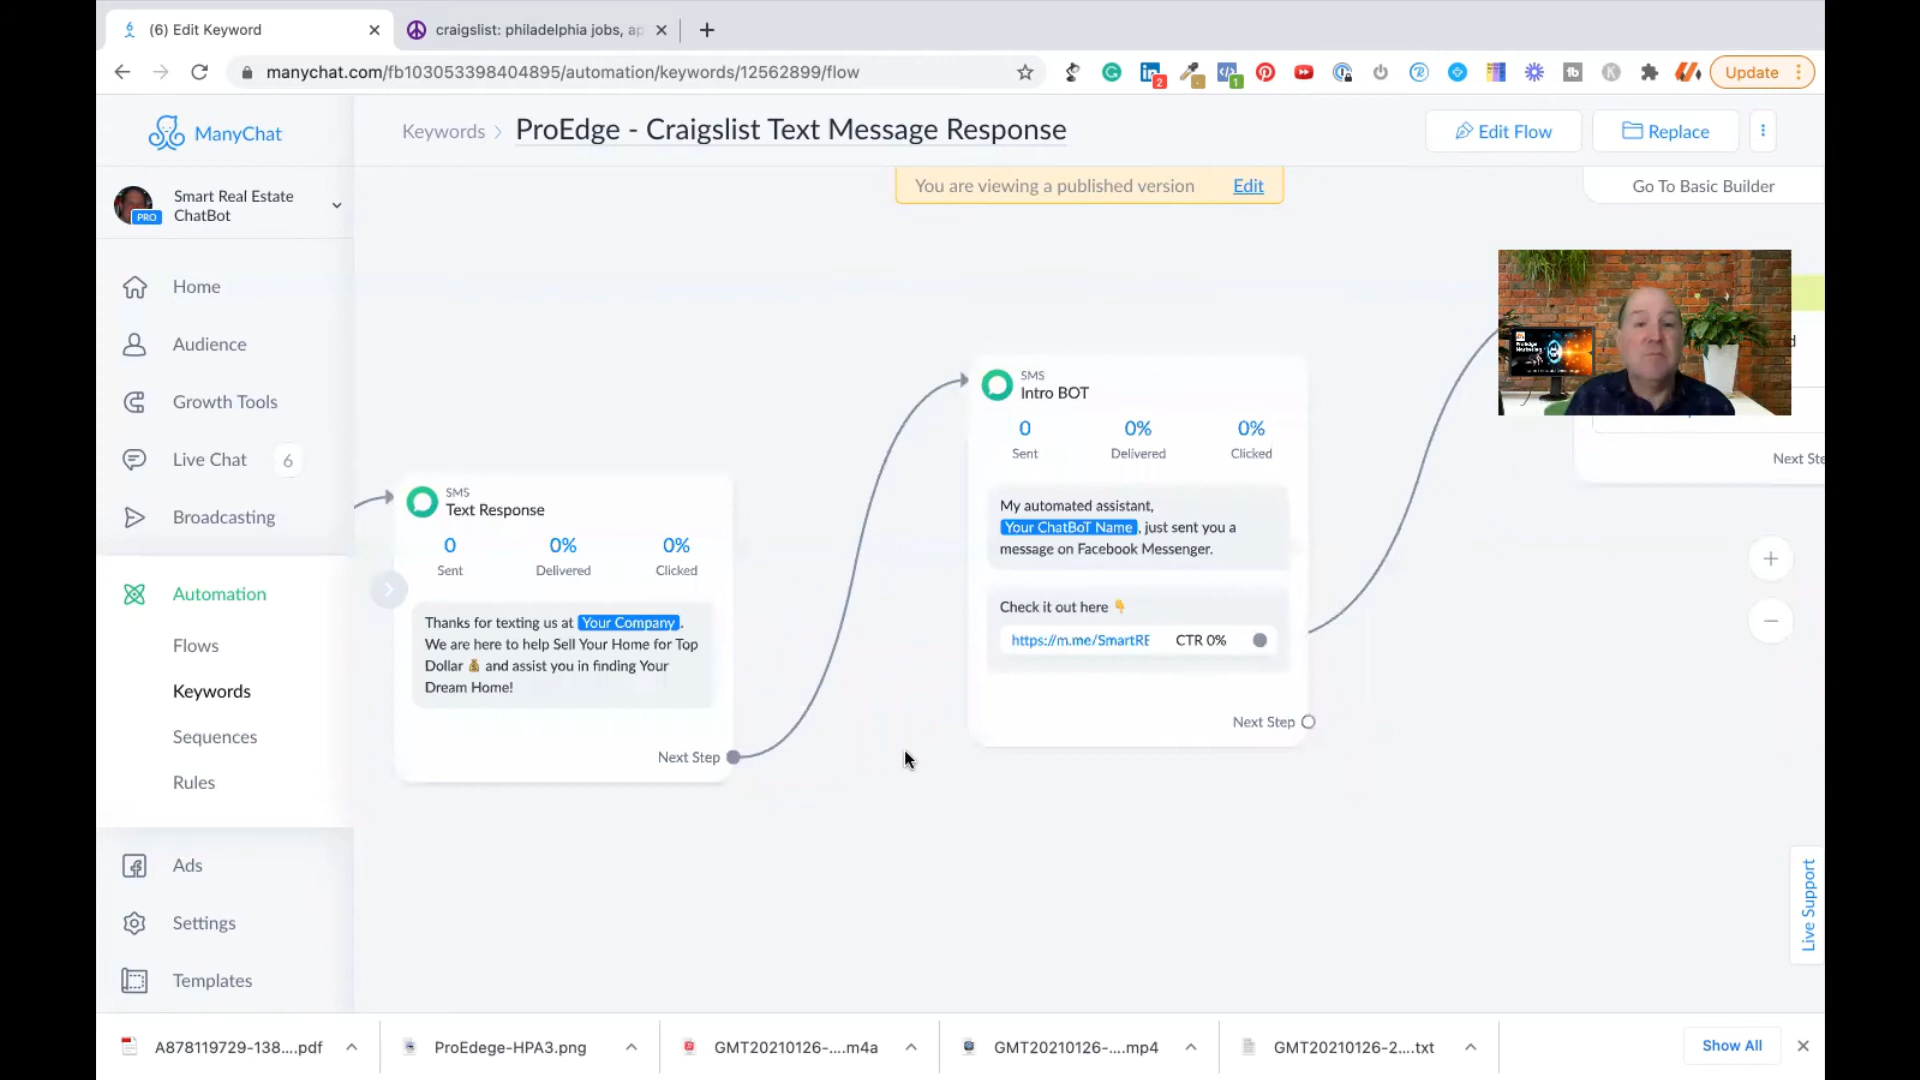 (6) Edit Keyword
craigslist: philadelphia jobs, ap
manychat.com/fb103053398404895/automation/keywords/12562899/flow
2
1
Update
ManyChat
Keywords
ProEdge - Craigslist Text Message Response
Edit Flow
Replace
Smart Real Estate
ChatBot
PRO
You are viewing a published version
Edit
Go To Basic Builder
Home
Audience
Growth Tools
Live Chat
6
Broadcasting
Automation
Flows
Keywords
Sequences
Rules
Ads
Settings
Templates
SMS
Text Response
0
0%
0%
Sent
Delivered
Clicked
Thanks for texting us at Your Company.
We are here to help Sell Your Home for Top
Dollar 💰 and assist you in finding Your
Dream Home!
Next Step
SMS
Intro BOT
0
0%
0%
Sent
Delivered
Clicked
My automated assistant,
Your ChatBoT Name, just sent you a
message on Facebook Messenger.
Check it out here 👇
https://m.me/SmartRE
CTR 0%
Next Step
Next Ste
Live Support
A878119729-138....pdf
ProEdege-HPA3.png
GMT20210126-....m4a
GMT20210126-....mp4
GMT20210126-2....txt
Show All